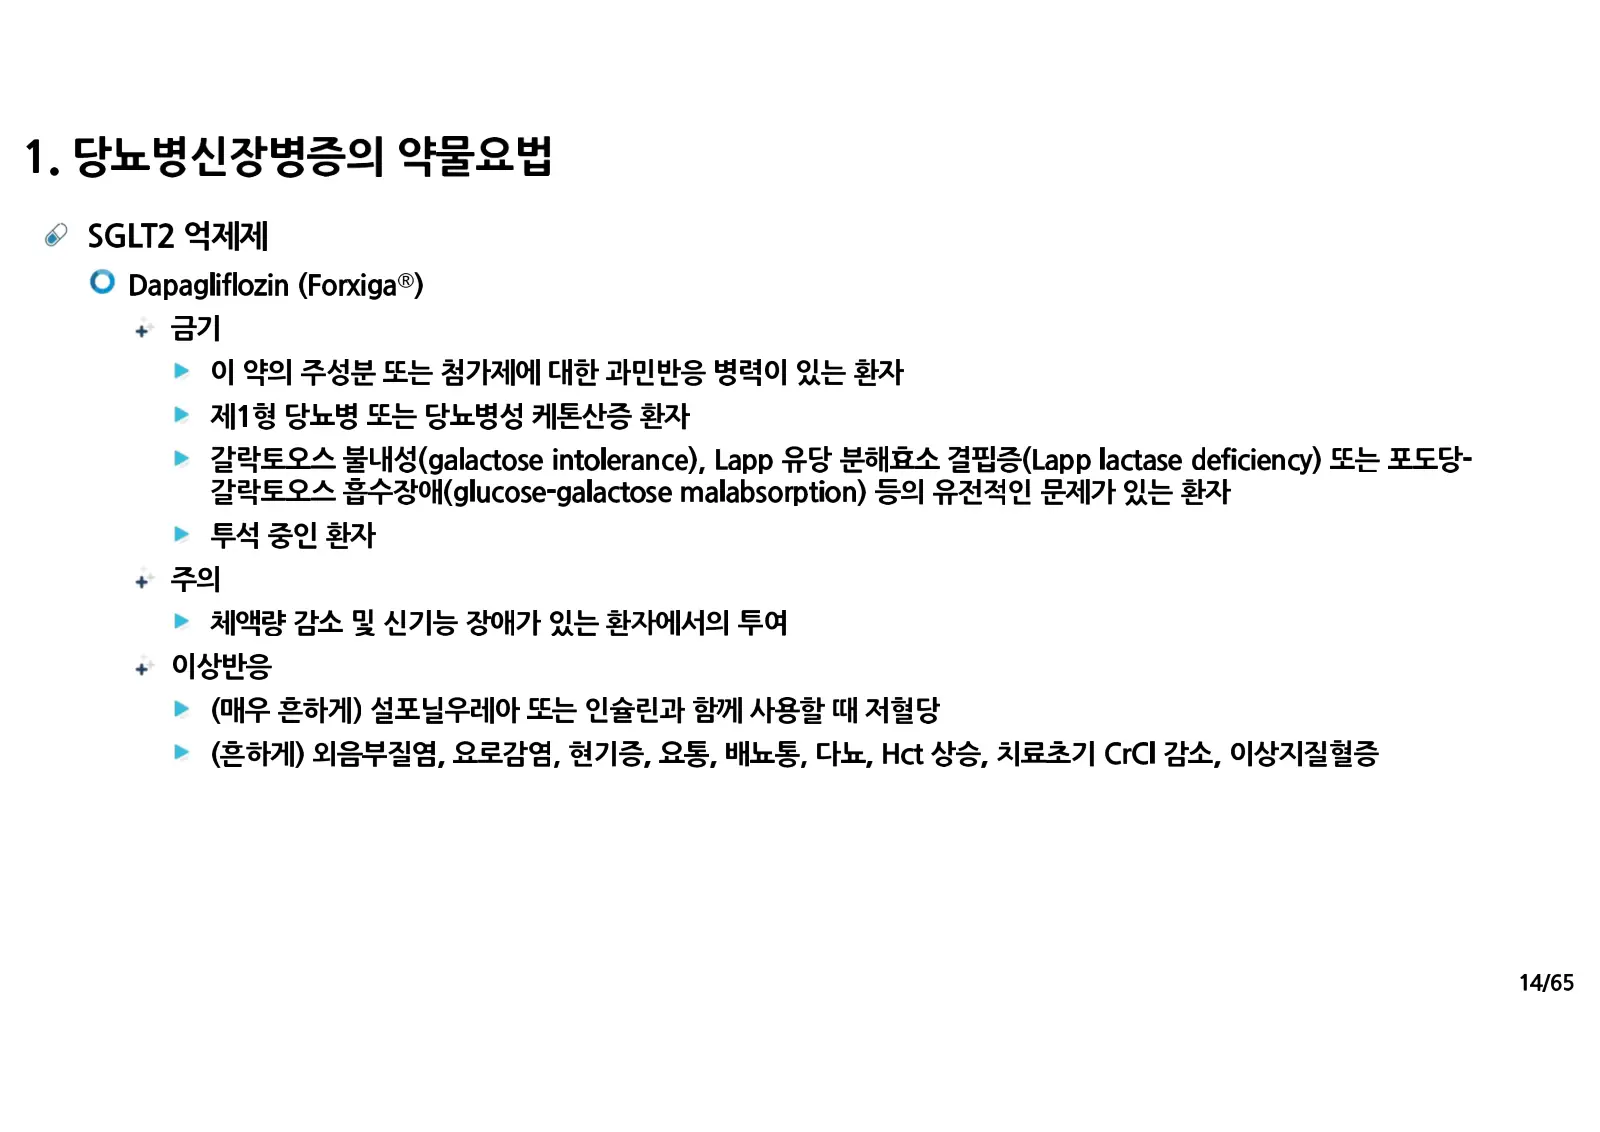 1. 당뇨병신장병증의 약물요법
SGLT2 억제제
Dapagliflozin (Forxiga®)
금기
이 약의 주성분 또는 첨가제에 대한 과민반응 병력이 있는 환자
제1형 당뇨병 또는 당뇨병성 케톤산증 환자
갈락토오스 불내성(galactose intolerance), Lapp 유당 분해효소 결핍증(Lapp lactase deficiency) 또는 포도당-
갈락토오스 흡수장애(glucose-galactose malabsorption) 등의 유전적인 문제가 있는 환자
투석 중인 환자
주의
체액량 감소 및 신기능 장애가 있는 환자에서의 투여
이상반응
(매우 흔하게) 설포닐우레아 또는 인슐린과 함께 사용할 때 저혈당
(흔하게) 외음부질염, 요로감염, 현기증, 요통, 배뇨통, 다뇨, Hct 상승, 치료초기 CrCl 감소, 이상지질혈증
14/65